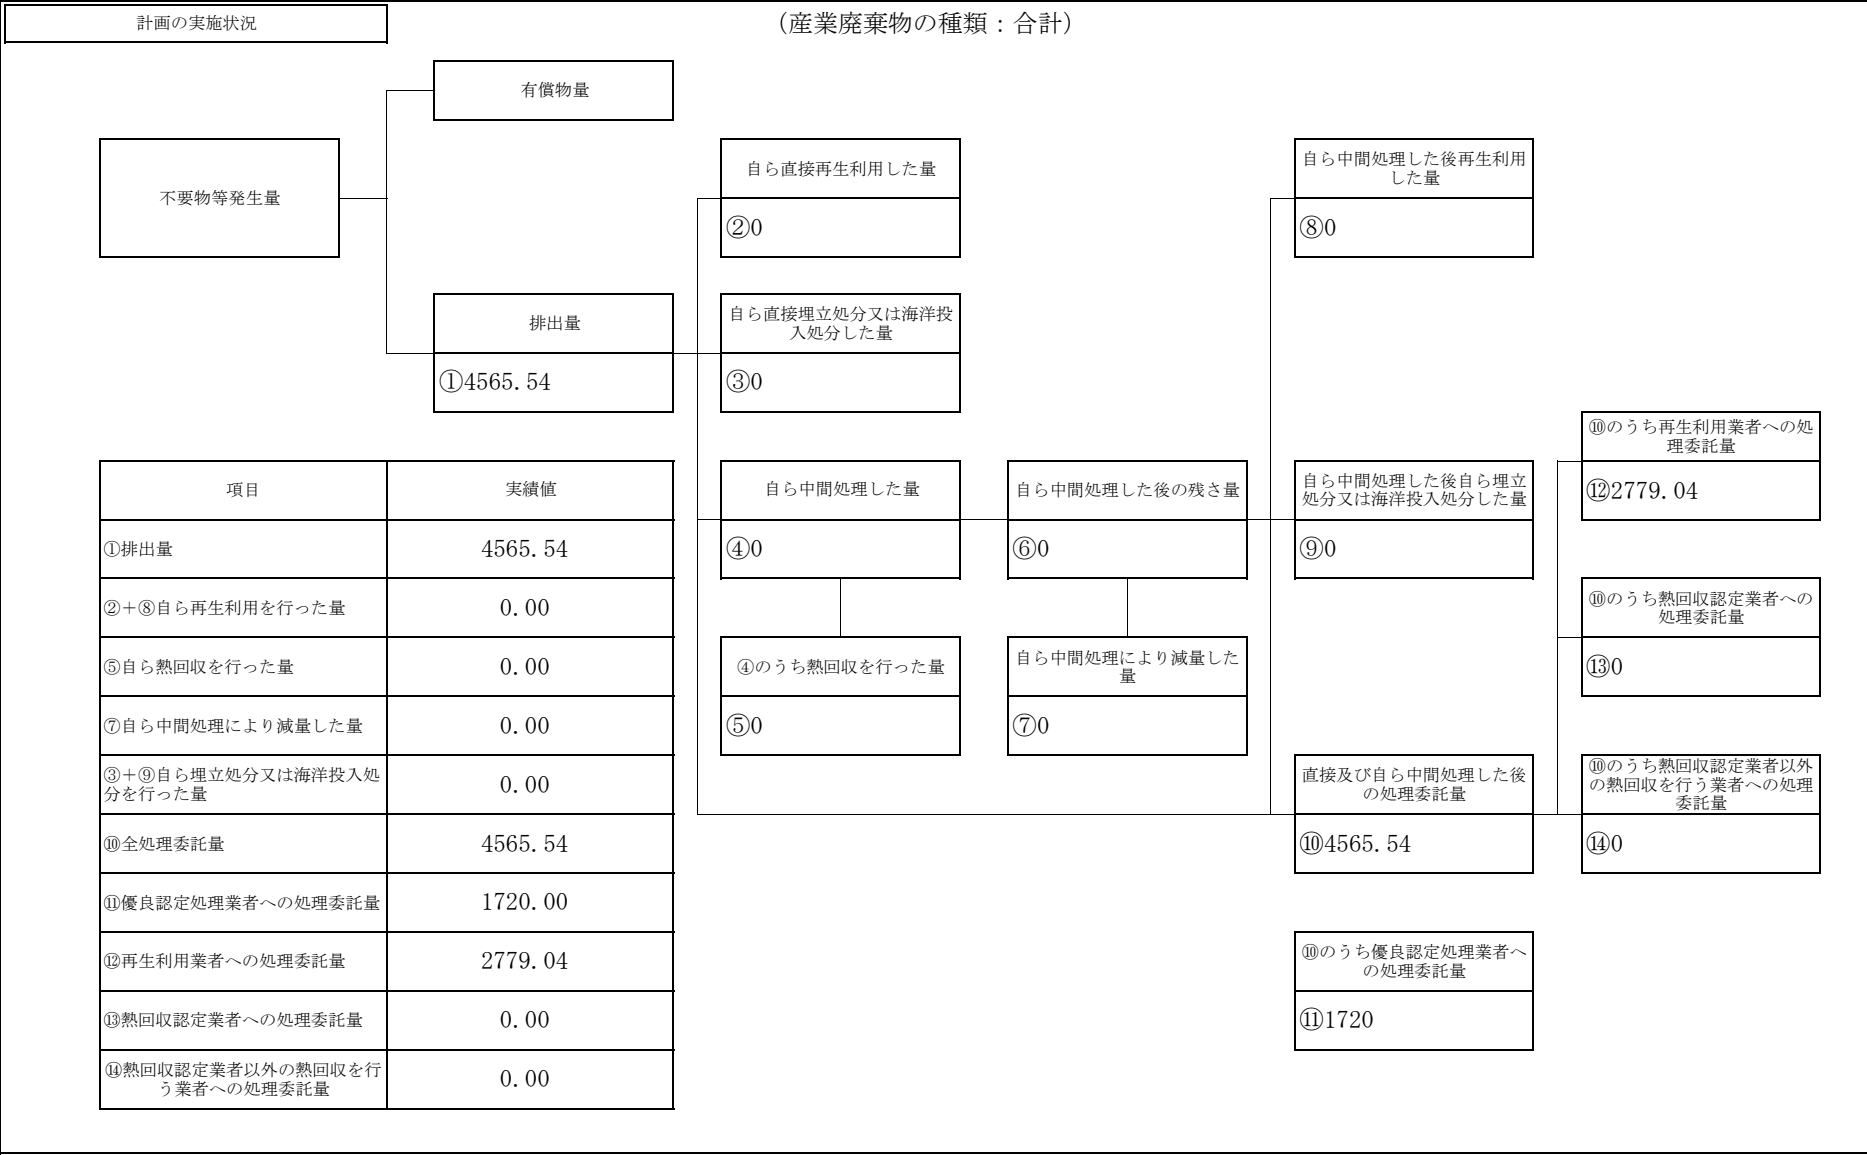 計画の実施状況
（産業廃棄物の種類：合計）
有償物量
不要物等発生量
自ら直接再生利用した量
②0
自ら中間処理した後再生利用
した量
⑧0
排出量
①4565.54
自ら直接埋立処分又は海洋投
入処分した量
③0
項目
実績値
①排出量
4565.54
②＋⑧自ら再生利用を行った量
0.00
⑤自ら熱回収を行った量
0.00
⑦自ら中間処理により減量した量
0.00
③＋⑨自ら埋立処分又は海洋投入処
分を行った量
0.00
⑩全処理委託量
4565.54
⑪優良認定処理業者への処理委託量
1720.00
⑫再生利用業者への処理委託量
2779.04
⑬熱回収認定業者への処理委託量
0.00
⑭熱回収認定業者以外の熱回収を行
う業者への処理委託量
0.00
自ら中間処理した量
④0
自ら中間処理した後の残さ量
⑥0
自ら中間処理した後自ら埋立
処分又は海洋投入処分した量
⑨0
⑩のうち再生利用業者への処
理委託量
⑫2779.04
④のうち熱回収を行った量
⑤0
自ら中間処理により減量した
量
⑦0
⑩のうち熱回収認定業者への
処理委託量
⑬0
直接及び自ら中間処理した後
の処理委託量
⑩4565.54
⑩のうち熱回収認定業者以外
の熱回収を行う業者への処理
委託量
⑭0
⑩のうち優良認定処理業者へ
の処理委託量
⑪1720